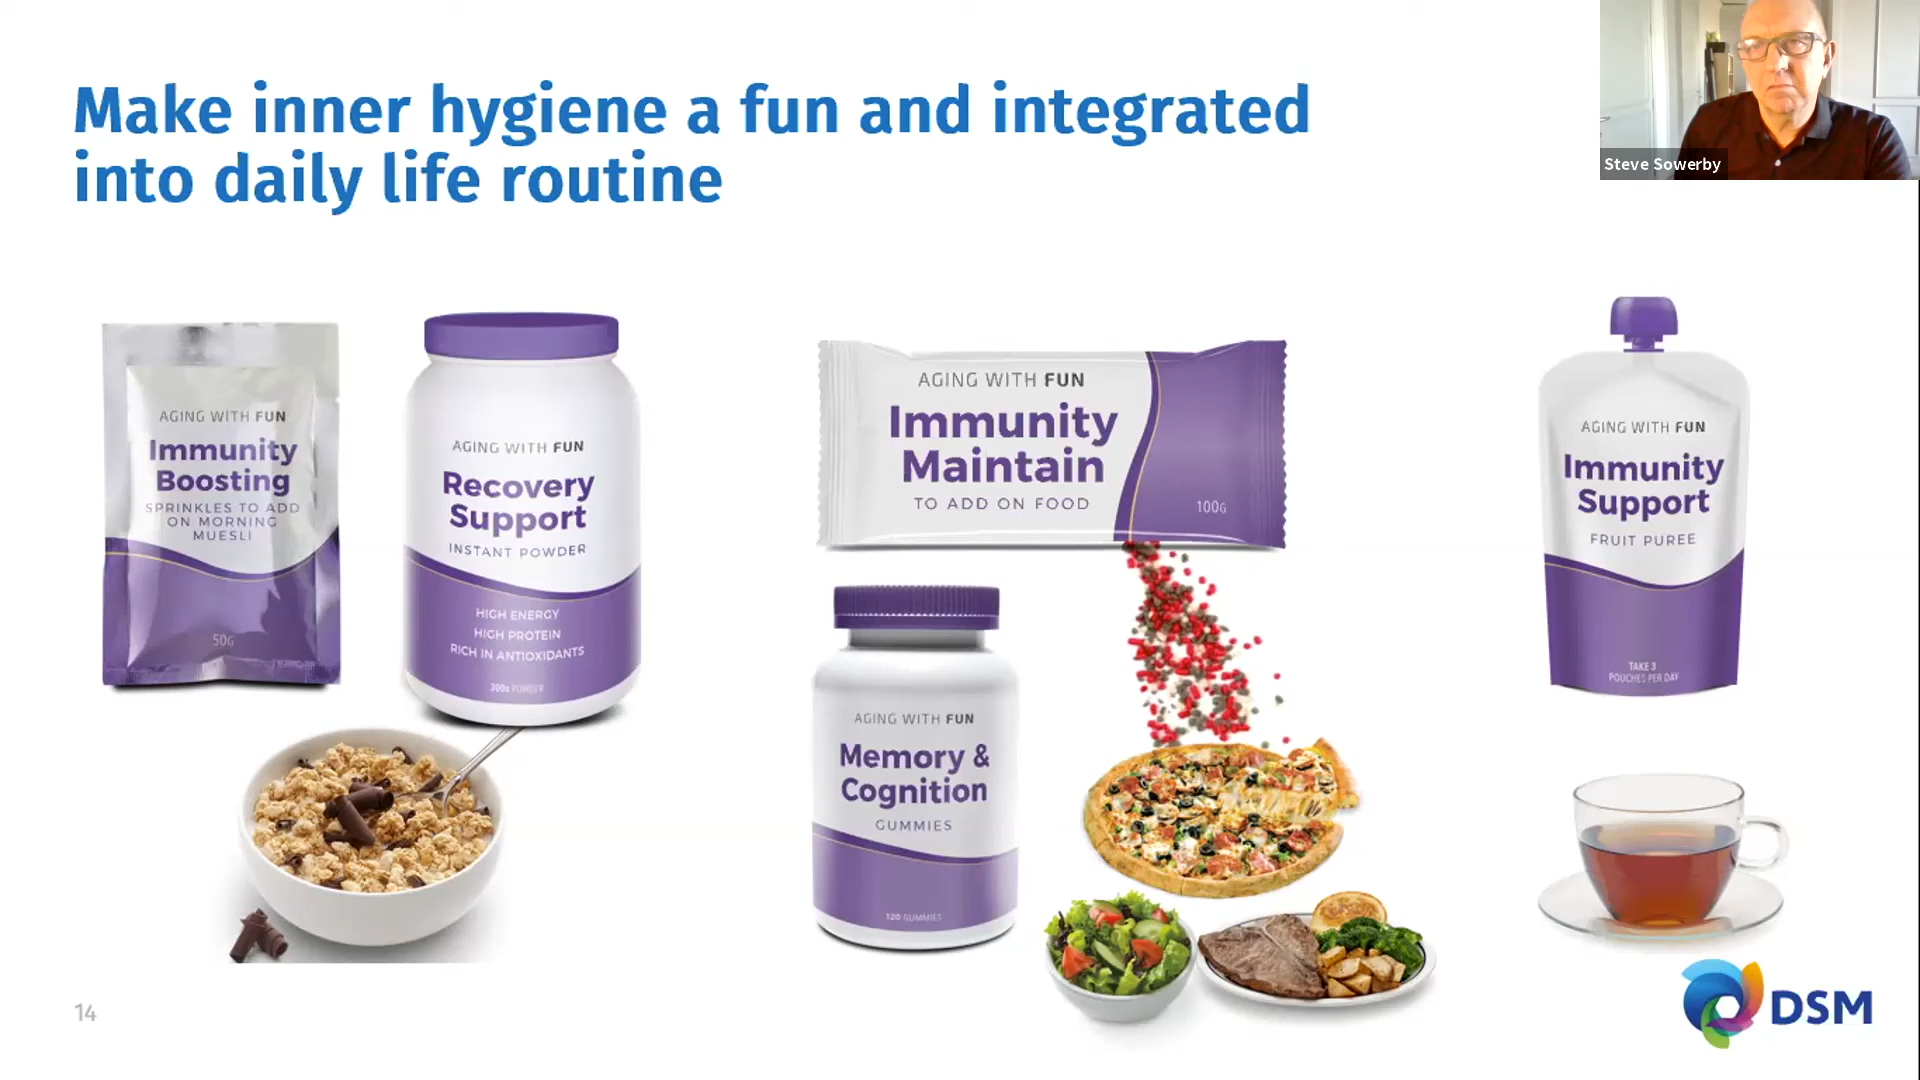 Make inner hygiene a fun and integrated
into daily life routine
Steve Sowerby
AGING WITH FUN
Immunity
Boosting
SPRINKLES TO ADD
ON MORNING
MUESLI
50G
AGING WITH FUN
Recovery
Support
INSTANT POWDER
HIGH ENERGY
HIGH PROTEIN
RICH IN ANTIOXIDANTS
300G POWDER
AGING WITH FUN
Immunity
Maintain
TO ADD ON FOOD
100G
AGING WITH FUN
Memory &
Cognition
GUMMIES
120 GUMMIES
AGING WITH FUN
Immunity
Support
FRUIT PUREE
TAKE 3
POUCHES PER DAY
14
DSM